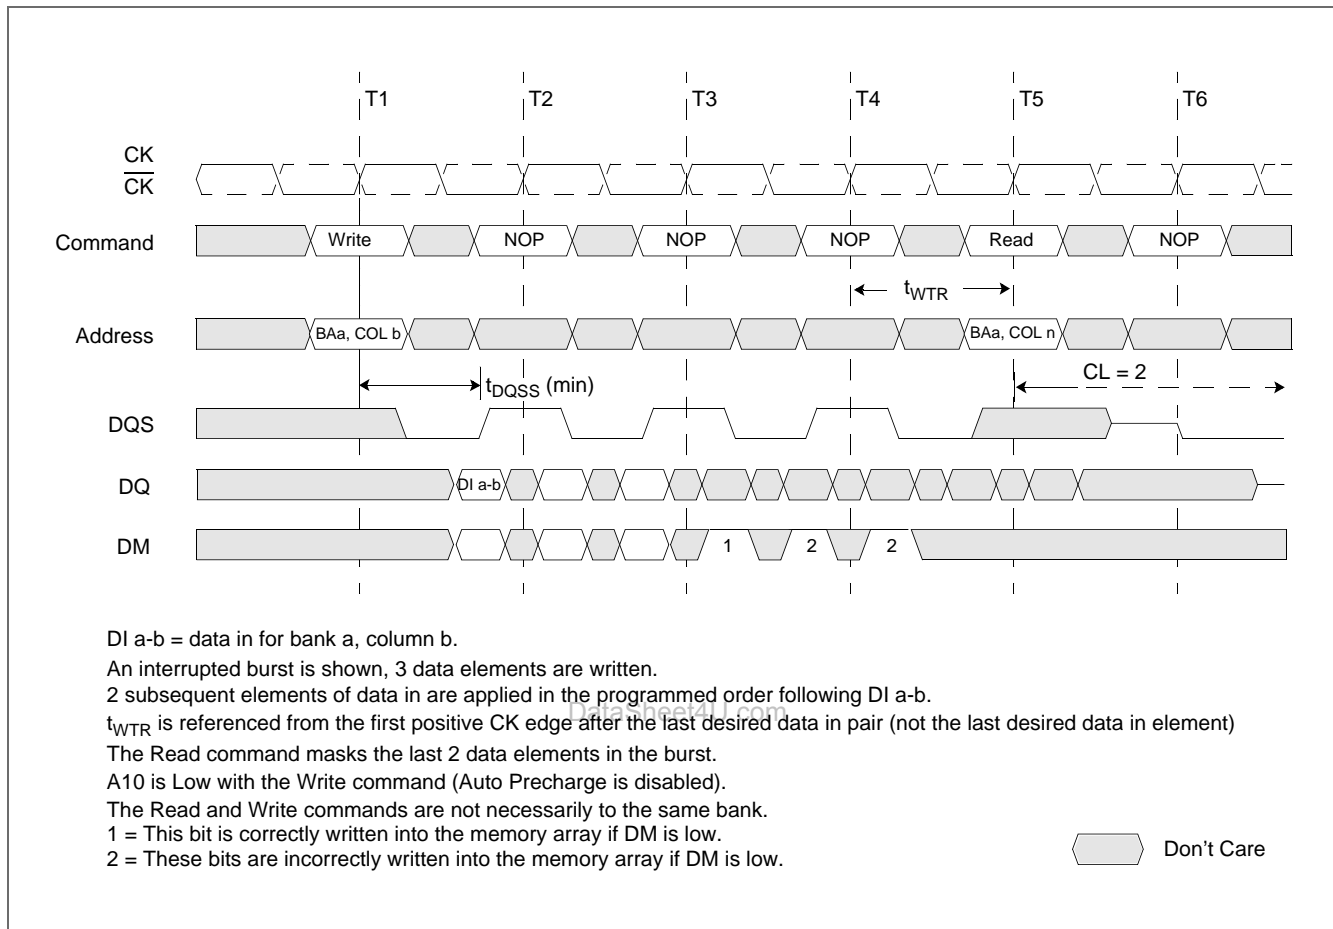 T1 T2 T3 T4 T5 T6
CK
CK
Command Write NOP NOP NOP Read NOP
tWTR
Address BAa, COL b BAa, COL n
tDQSS (min) CL = 2
DQS
DQ DI a-b
DM 1 2 2
DI a-b = data in for bank a, column b.
An interrupted burst is shown, 3 data elements are written.
2 subsequent elements of data in are applied in the programmed order following DI a-b.
DataSheet4U.com
tWTR is referenced from the first positive CK edge after the last desired data in pair (not the last desired data in element)
The Read command masks the last 2 data elements in the burst.
A10 is Low with the Write command (Auto Precharge is disabled).
The Read and Write commands are not necessarily to the same bank.
1 = This bit is correctly written into the memory array if DM is low.
2 = These bits are incorrectly written into the memory array if DM is low.
Don't Care